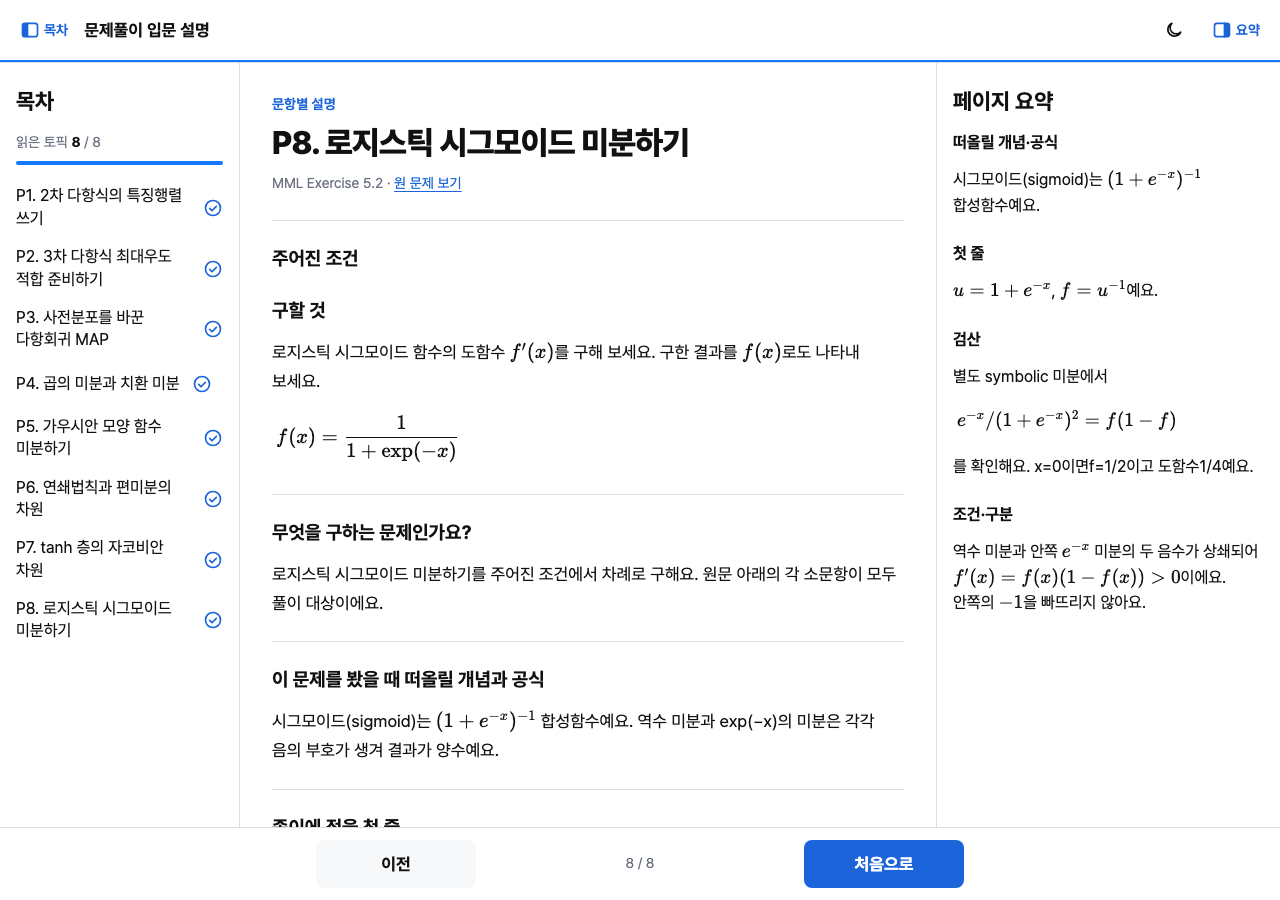 목차
문제풀이 입문 설명
요약
목차
읽은 토픽 8 / 8
P1. 2차 다항식의 특징행렬
쓰기
P2. 3차 다항식 최대우도
적합 준비하기
P3. 사전분포를 바꾼
다항회귀 MAP
P4. 곱의 미분과 치환 미분
P5. 가우시안 모양 함수
미분하기
P6. 연쇄법칙과 편미분의
차원
P7. tanh 층의 자코비안
차원
P8. 로지스틱 시그모이드
미분하기
문항별 설명
P8. 로지스틱 시그모이드 미분하기
MML Exercise 5.2 · 원 문제 보기
주어진 조건
구할 것
로지스틱 시그모이드 함수의 도함수 f′(x)를 구해 보세요. 구한 결과를 f(x)로도 나타내
보세요.
f(x) = 1 / (1 + exp(−x))
무엇을 구하는 문제인가요?
로지스틱 시그모이드 미분하기를 주어진 조건에서 차례로 구해요. 원문 아래의 각 소문항이 모두
풀이 대상이에요.
이 문제를 봤을 때 떠올릴 개념과 공식
시그모이드(sigmoid)는 (1 + e^{−x})^{−1} 합성함수예요. 역수 미분과 exp(−x)의 미분은 각각
음의 부호가 생겨 결과가 양수예요.
종이에 적을 첫 줄
페이지 요약
떠올릴 개념·공식
시그모이드(sigmoid)는 (1 + e^{−x})^{−1}
합성함수예요.
첫 줄
u = 1 + e^{−x}, f = u^{−1}예요.
검산
별도 symbolic 미분에서
e^{−x}/(1 + e^{−x})^2 = f(1 − f)
를 확인해요. x=0이면f=1/2이고 도함수1/4예요.
조건·구분
역수 미분과 안쪽 e^{−x} 미분의 두 음수가 상쇄되어
f′(x) = f(x)(1 − f(x)) > 0이에요.
안쪽의 −1을 빠뜨리지 않아요.
이전
8 / 8
처음으로